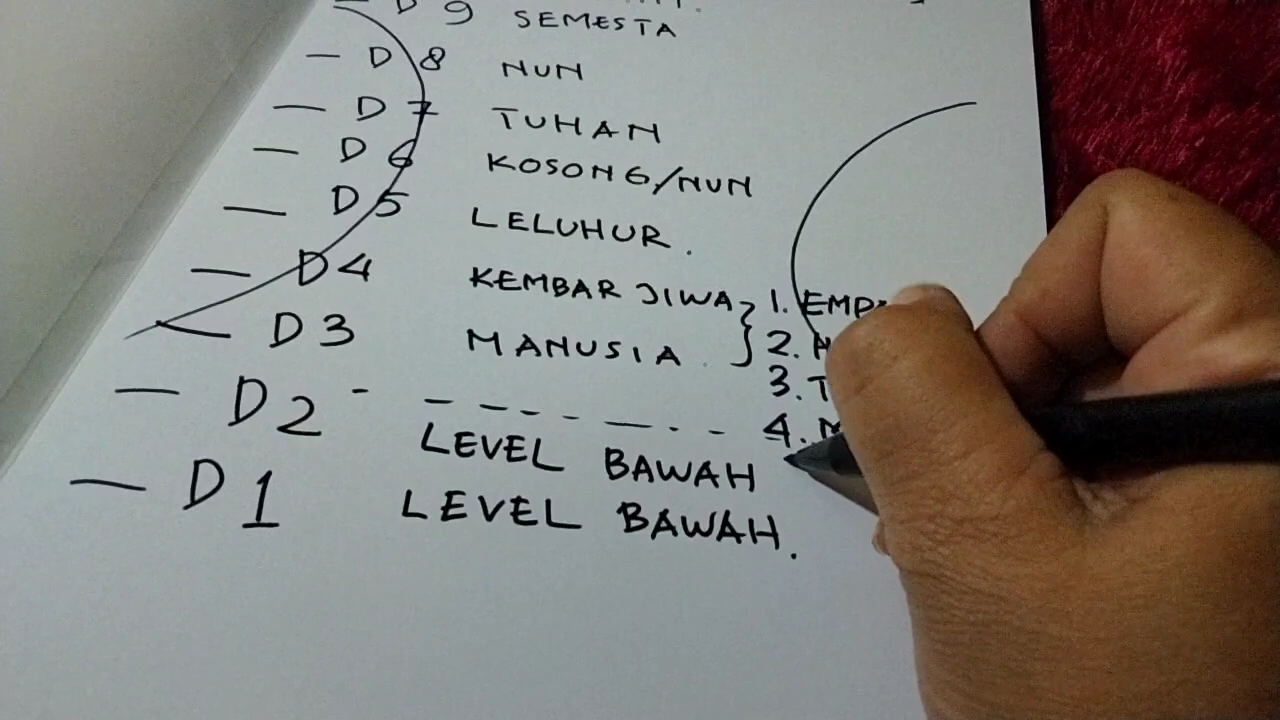 D 9 SEMESTA
— D 8 NUN
— D 7 TUHAN
— D 6 KOSONG/NUN
— D 5 LELUHUR.
— D4 KEMBAR JIWA } 1.
D 3 MANUSIA. } 2.
3.
— D 2 - - - - - — . - 4.
LEVEL BAWAH
— D 1 LEVEL BAWAH.